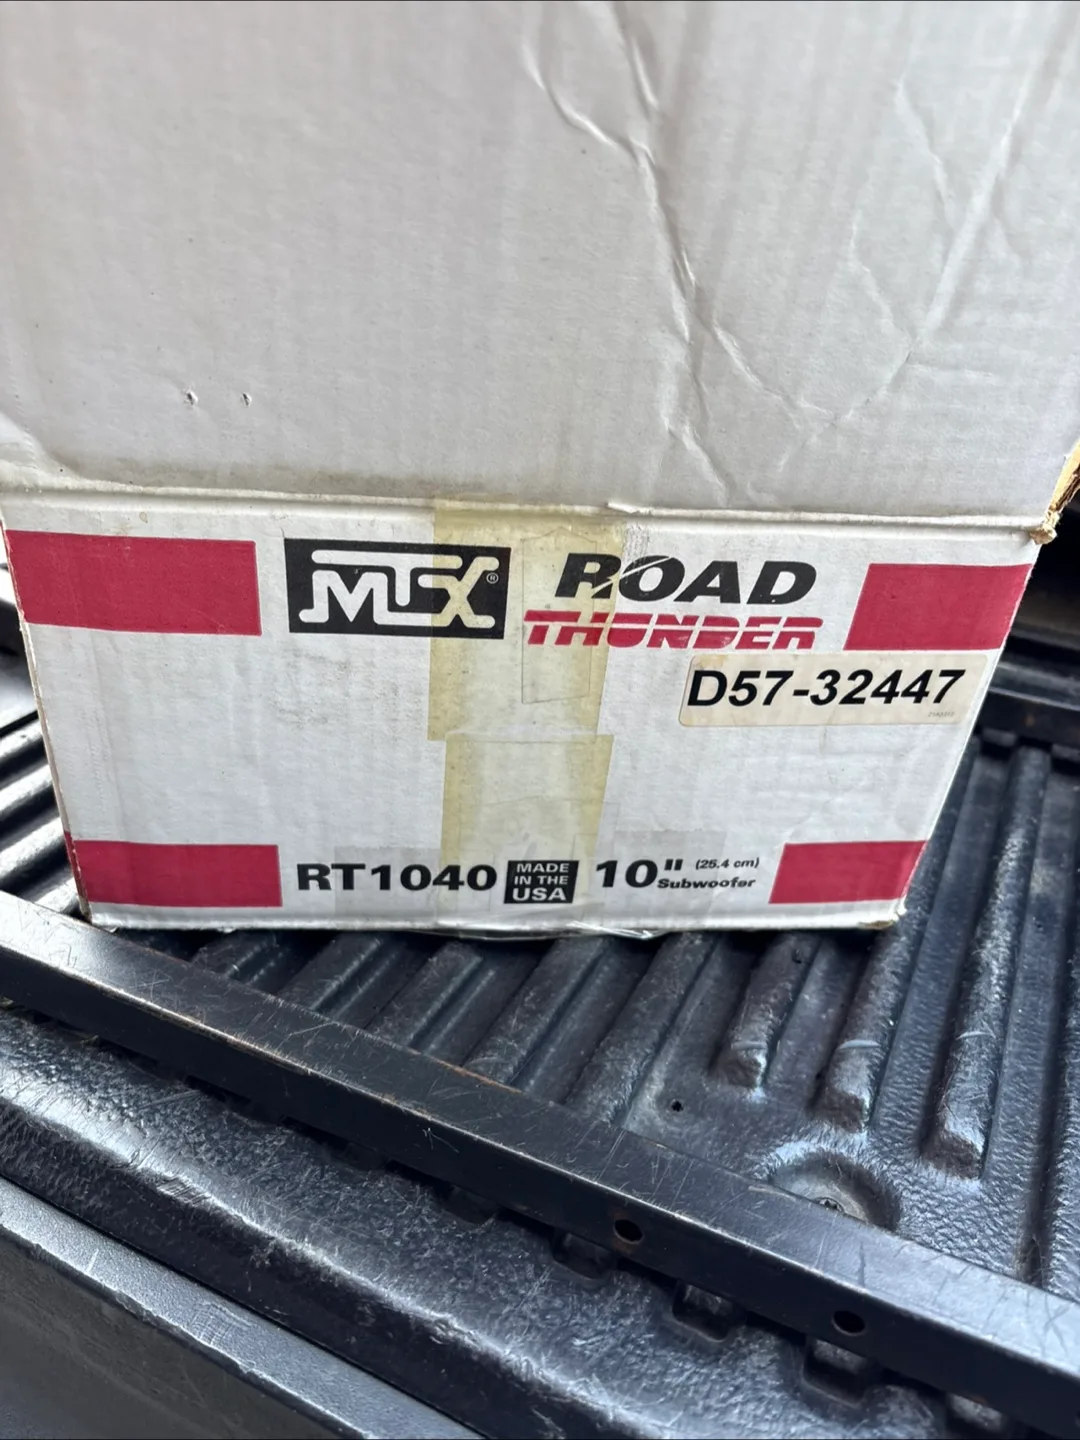 MTX®
ROAD
THUNDER
D57-32447
RT1040
MADE
IN THE
USA
10" (25.4 cm)
Subwoofer